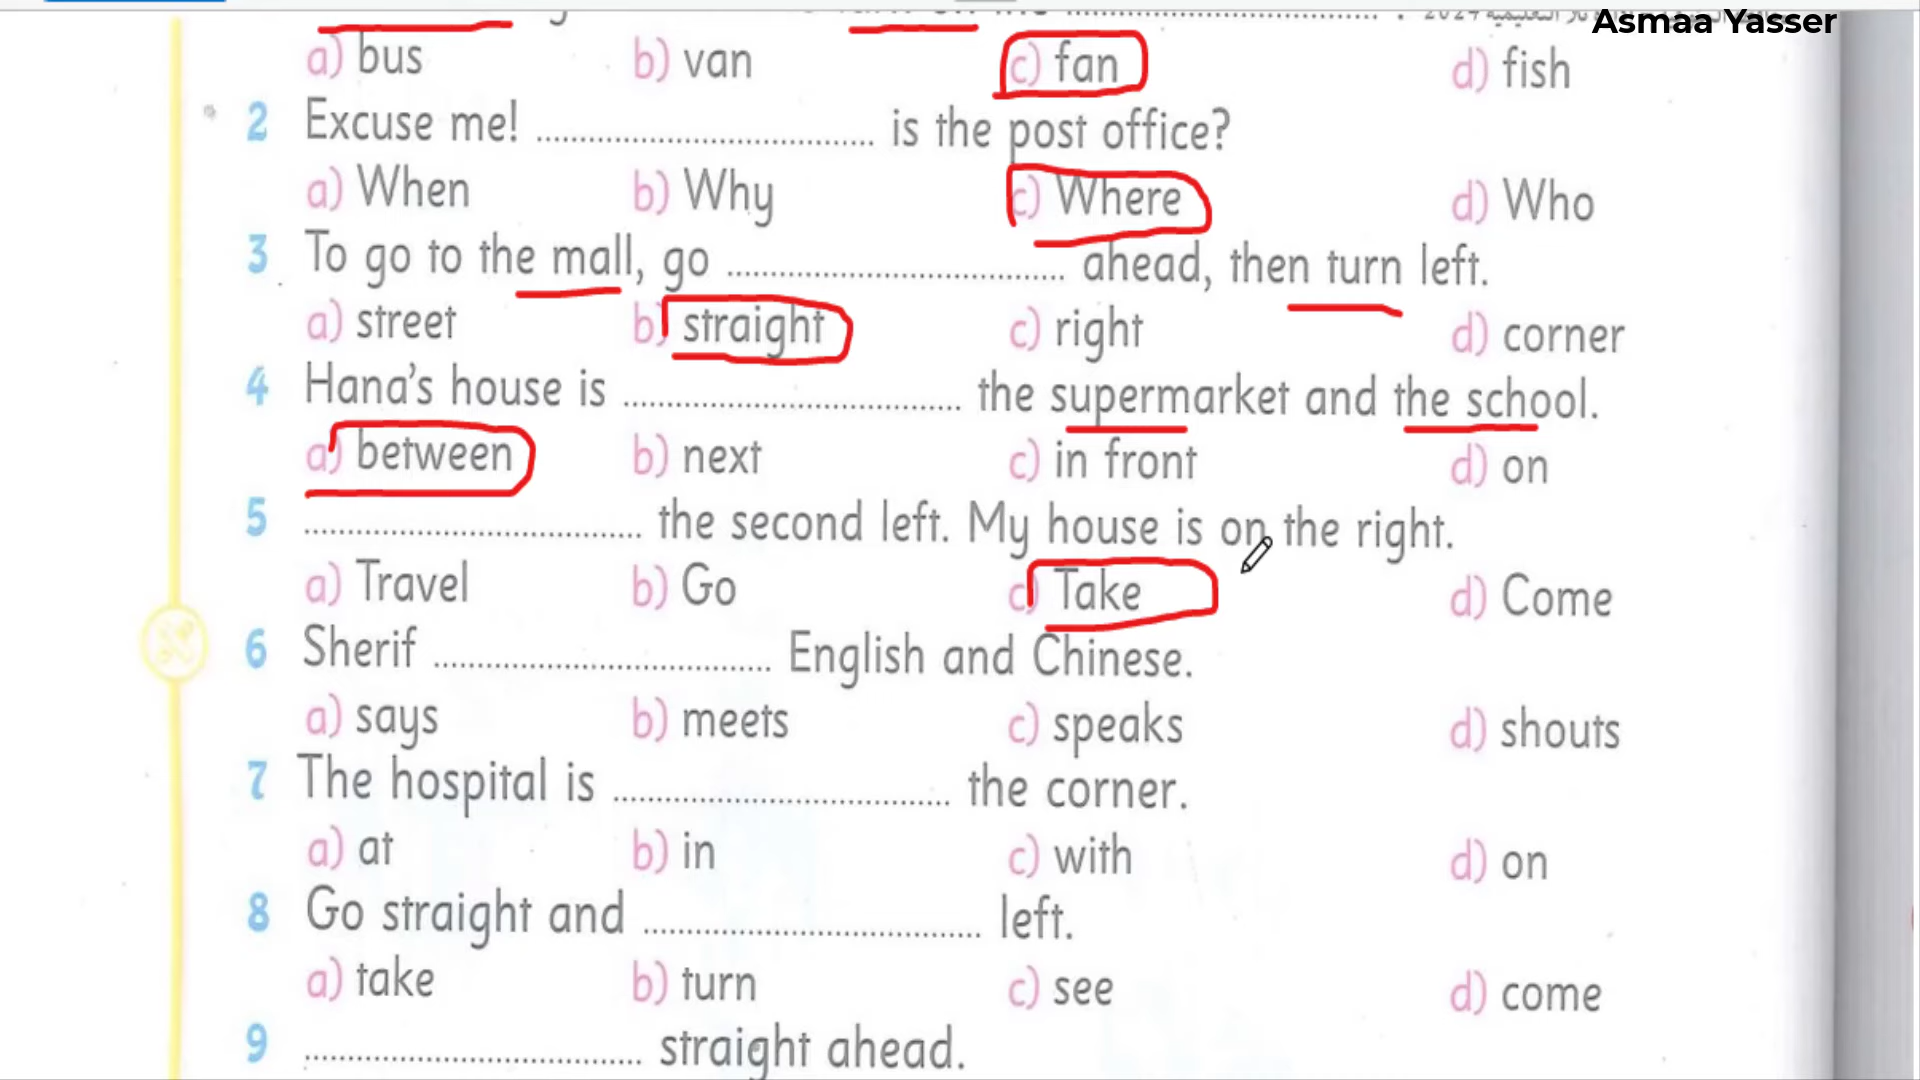 Asmaa Yasser
a) bus b) van c) fan d) fish
2 Excuse me! .................... is the post office?
a) When b) Why c) Where d) Who
3 To go to the mall, go .................... ahead, then turn left.
a) street b) straight c) right d) corner
4 Hana's house is .................... the supermarket and the school.
a) between b) next c) in front d) on
5 .................... the second left. My house is on the right.
a) Travel b) Go c) Take d) Come
6 Sherif .................... English and Chinese.
a) says b) meets c) speaks d) shouts
7 The hospital is .................... the corner.
a) at b) in c) with d) on
8 Go straight and .................... left.
a) take b) turn c) see d) come
9 .................... straight ahead.